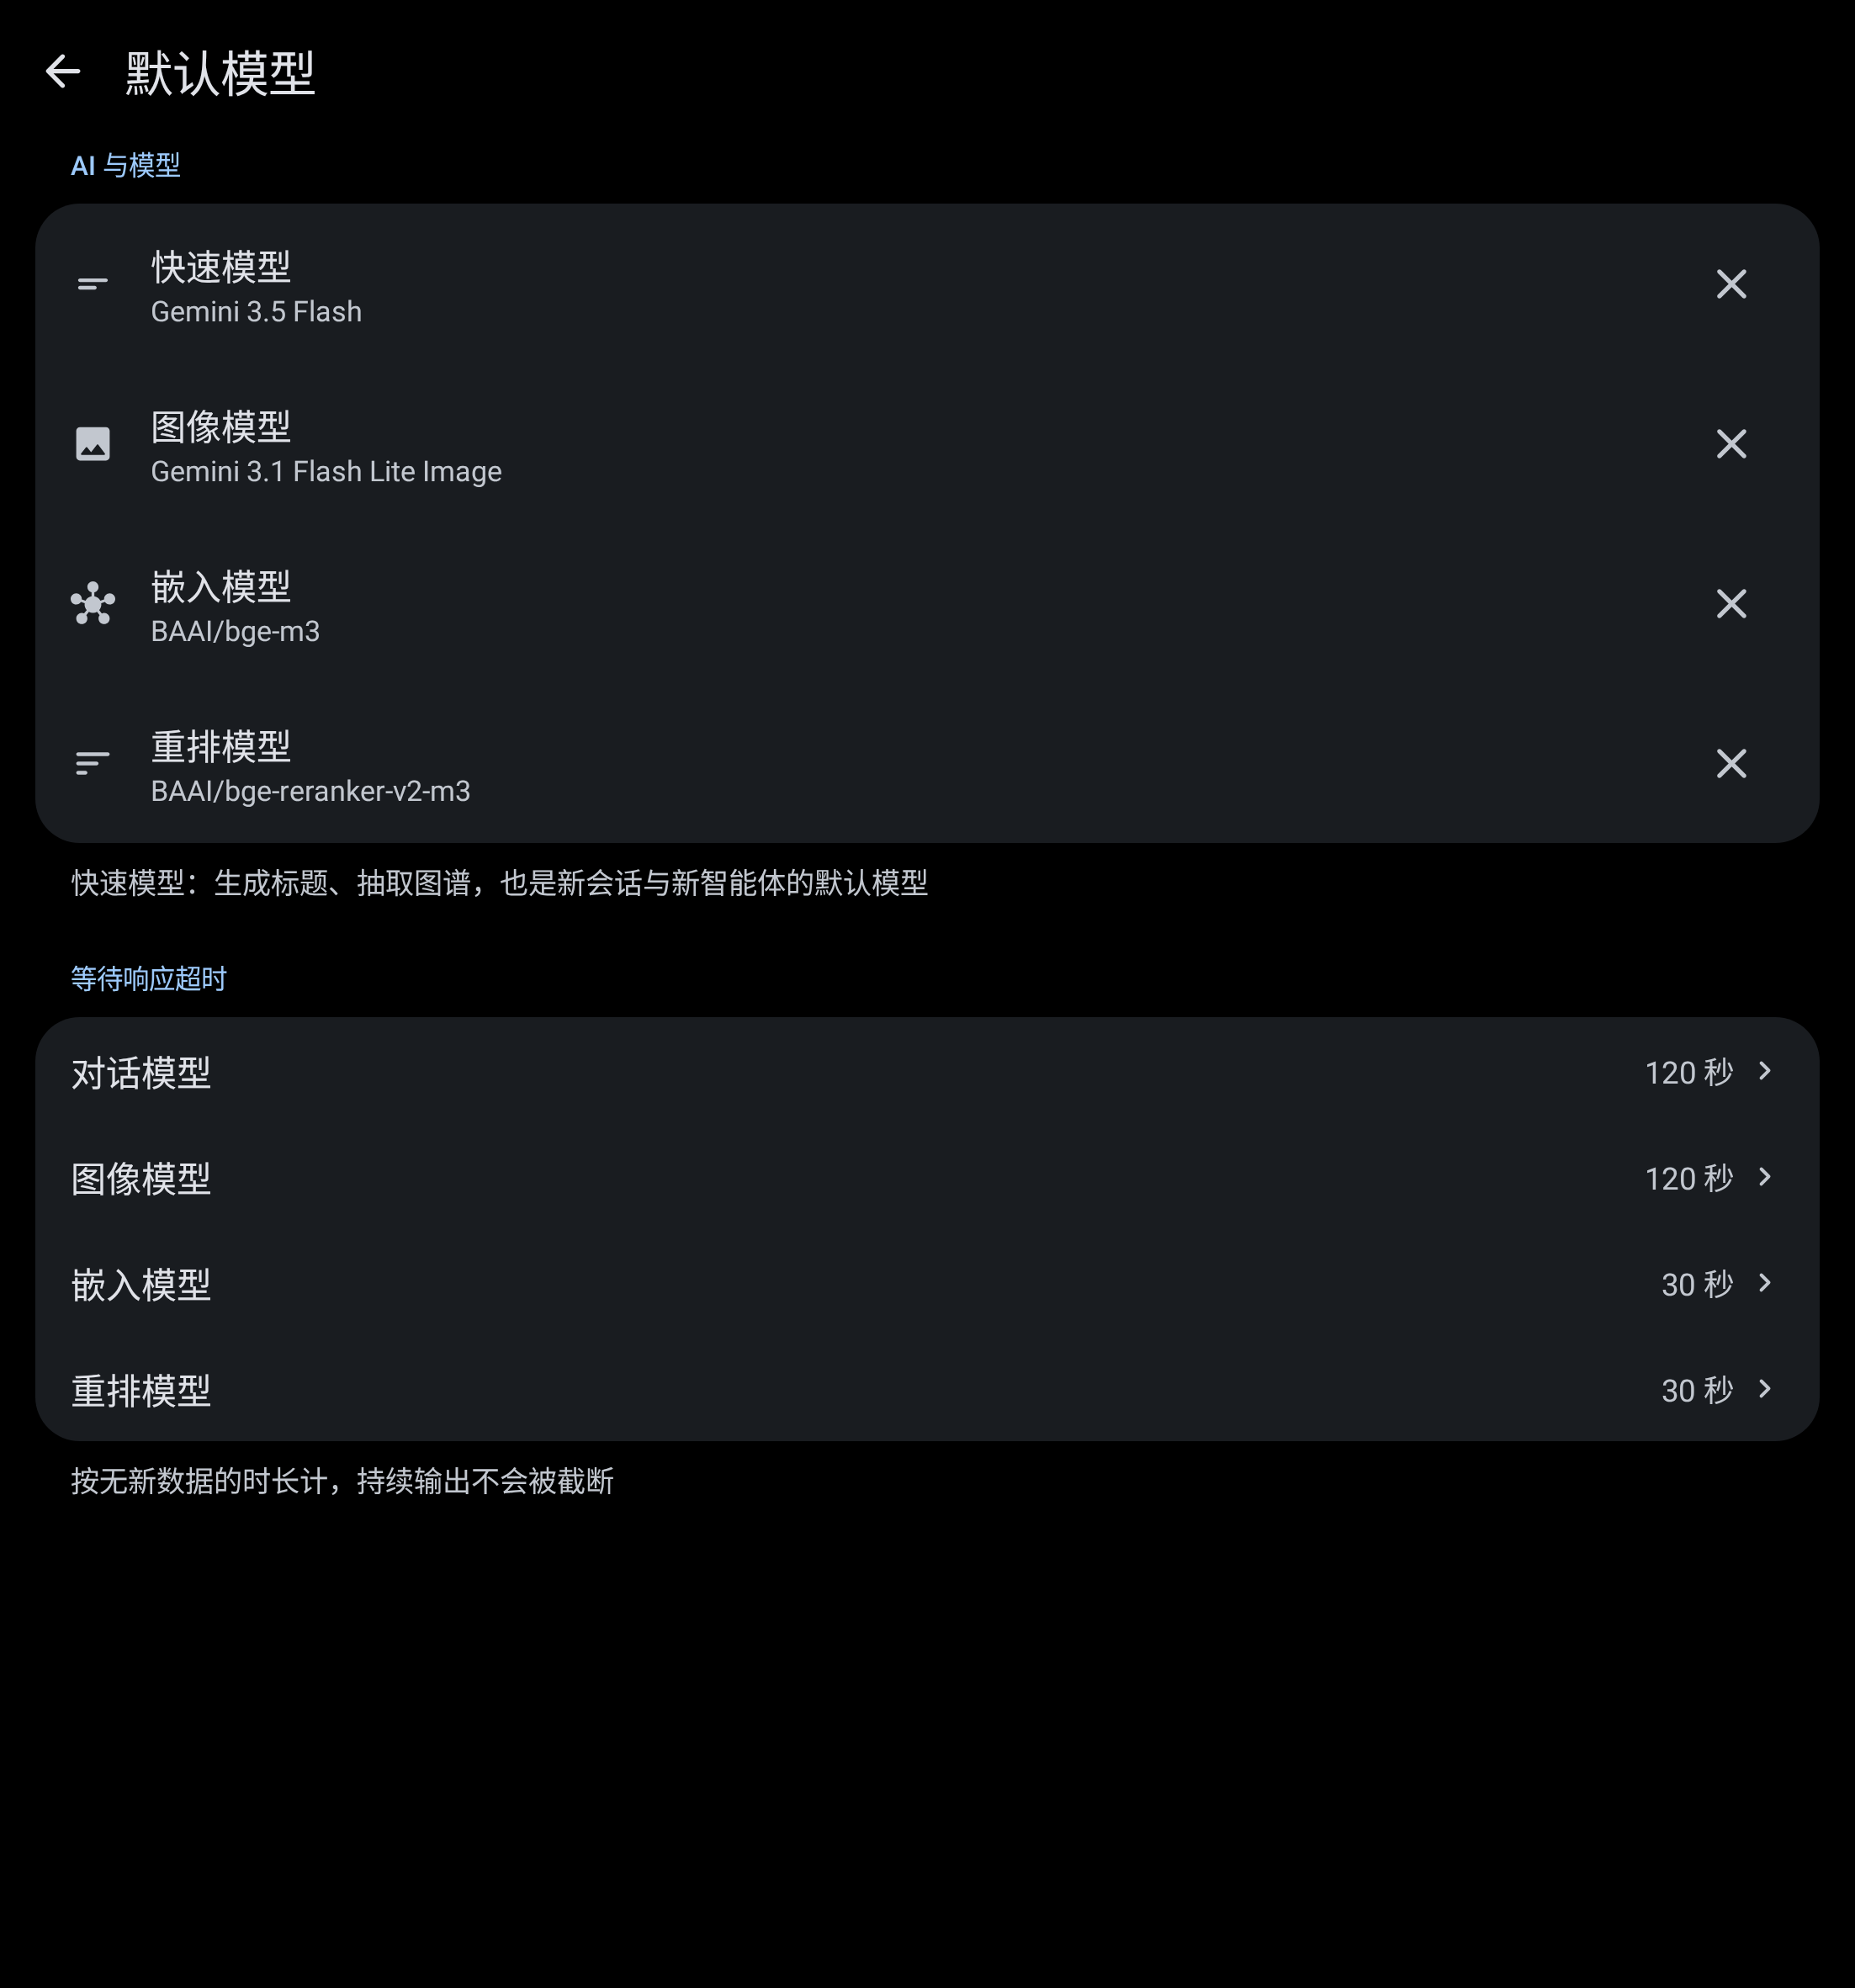 默认模型
AI 与模型
快速模型
Gemini 3.5 Flash
图像模型
Gemini 3.1 Flash Lite Image
嵌入模型
BAAI/bge-m3
重排模型
BAAI/bge-reranker-v2-m3
快速模型：生成标题、抽取图谱，也是新会话与新智能体的默认模型
等待响应超时
对话模型 120 秒
图像模型 120 秒
嵌入模型 30 秒
重排模型 30 秒
按无新数据的时长计，持续输出不会被截断